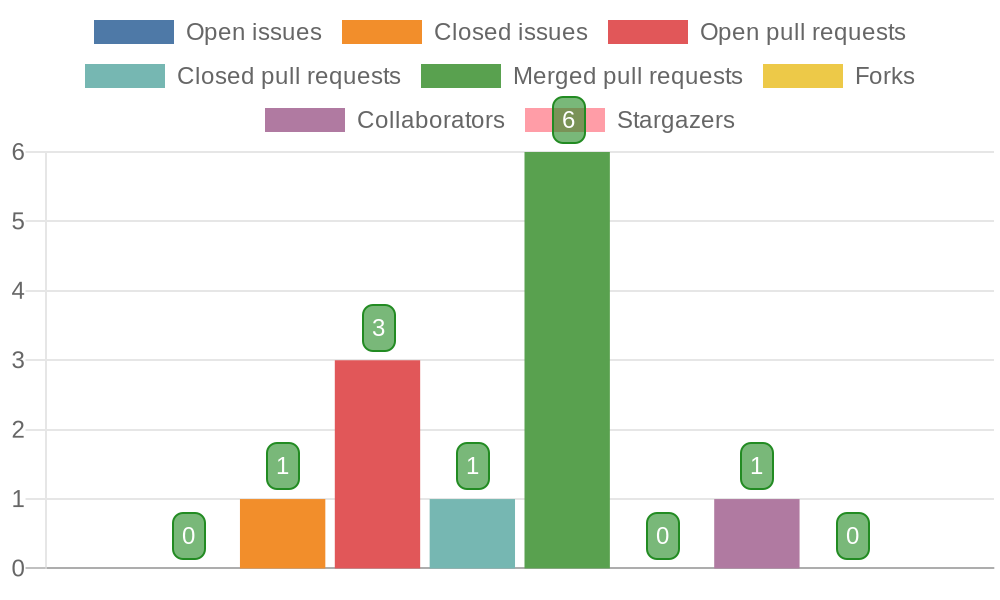 Open issues Closed issues Open pull requests
Closed pull requests Merged pull requests Forks
Collaborators Stargazers
6
6
5
4
3
3
2
1 1 1
1
0 0 0
0